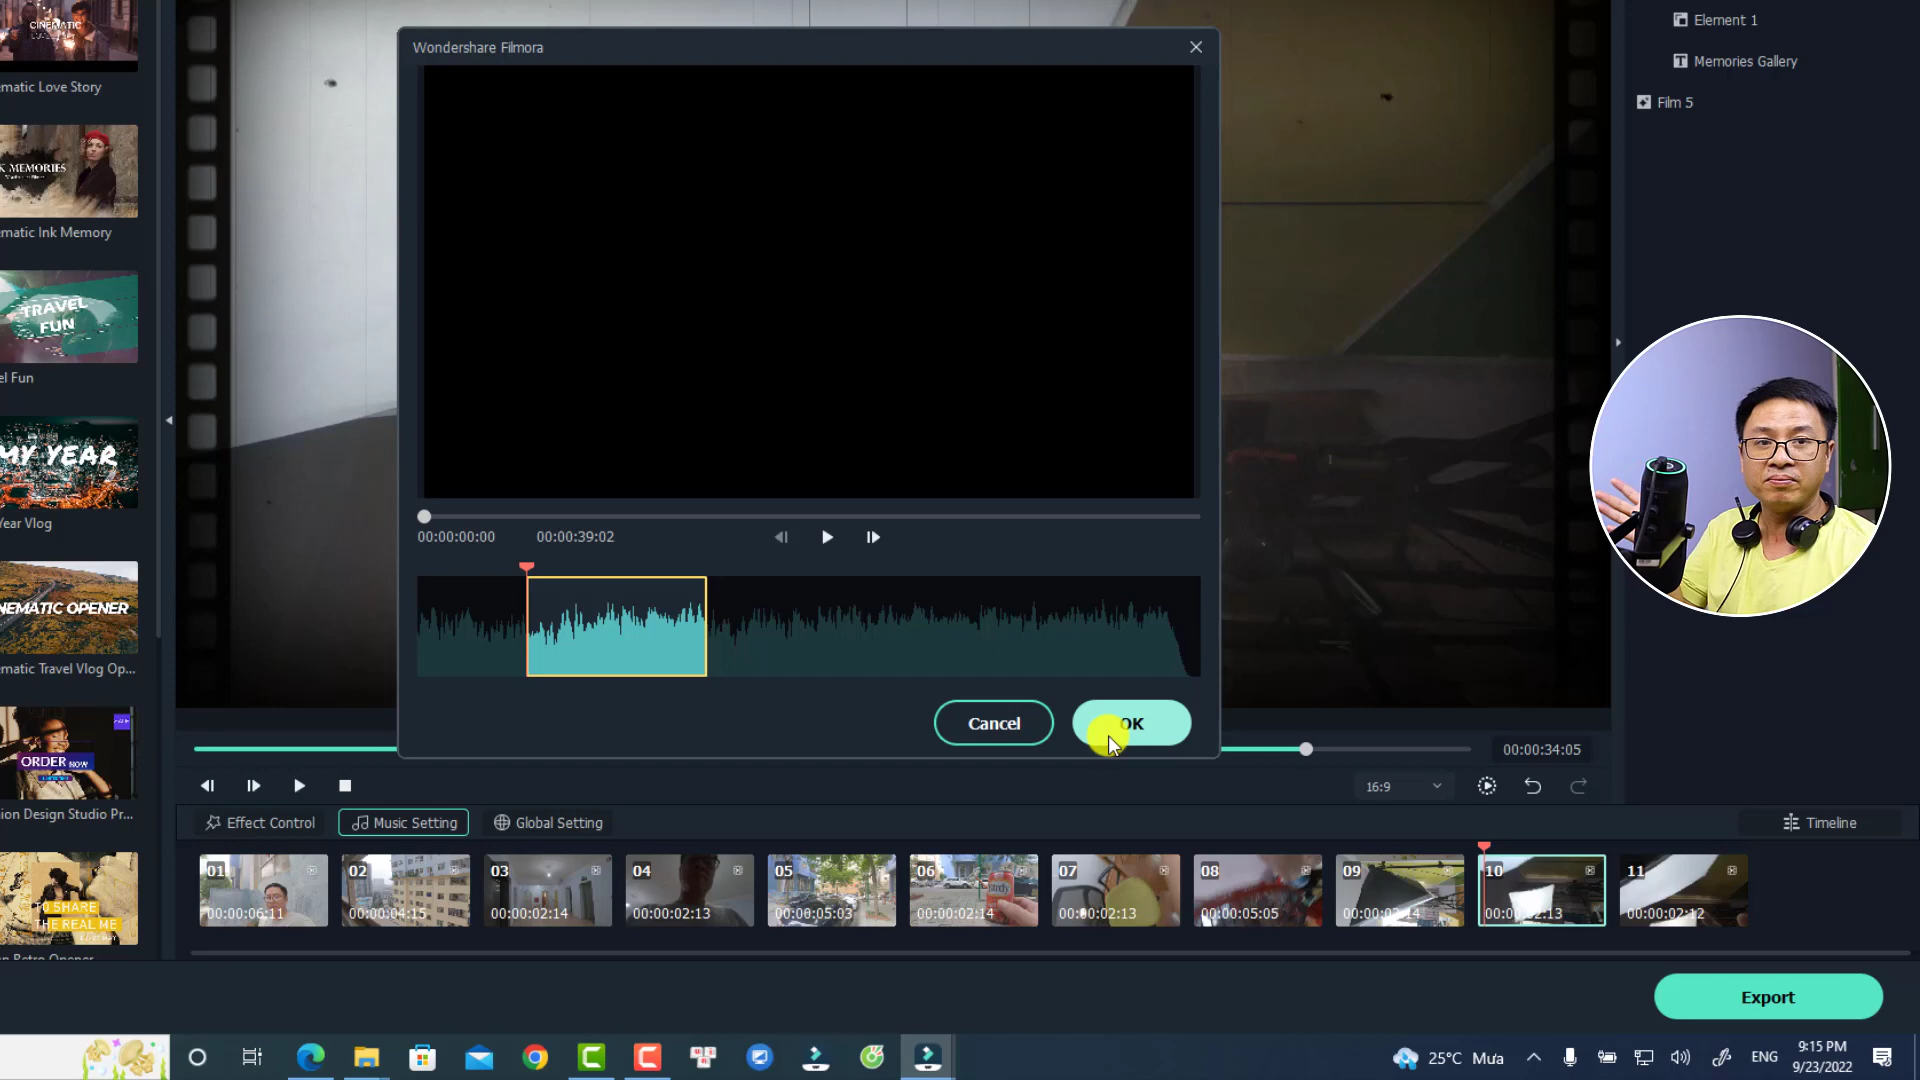 CINEMATIC
ematic Love Story
K MEMORIES
ematic Ink Memory
TRAVEL
FUN
el Fun
MY YEAR
Year Vlog
NEMATIC OPENER
ematic Travel Vlog Op...
ORDER NOW
nion Design Studio Pr...
TO SHARE
THE REAL ME
Wondershare Filmora
00:00:00:00
00:00:39:02
Cancel
OK
Element 1
Memories Gallery
Film 5
00:00:34:05
16:9
Effect Control
Music Setting
Global Setting
Timeline
01
00:00:06:11
02
00:00:04:15
03
00:00:02:14
04
00:00:02:13
05
00:00:05:03
06
00:00:02:14
07
00:00:02:13
08
00:00:05:05
09
00:00:02:14
10
00:00:02:13
11
00:00:02:12
Export
25°C Mưa
ENG
9:15 PM
9/23/2022